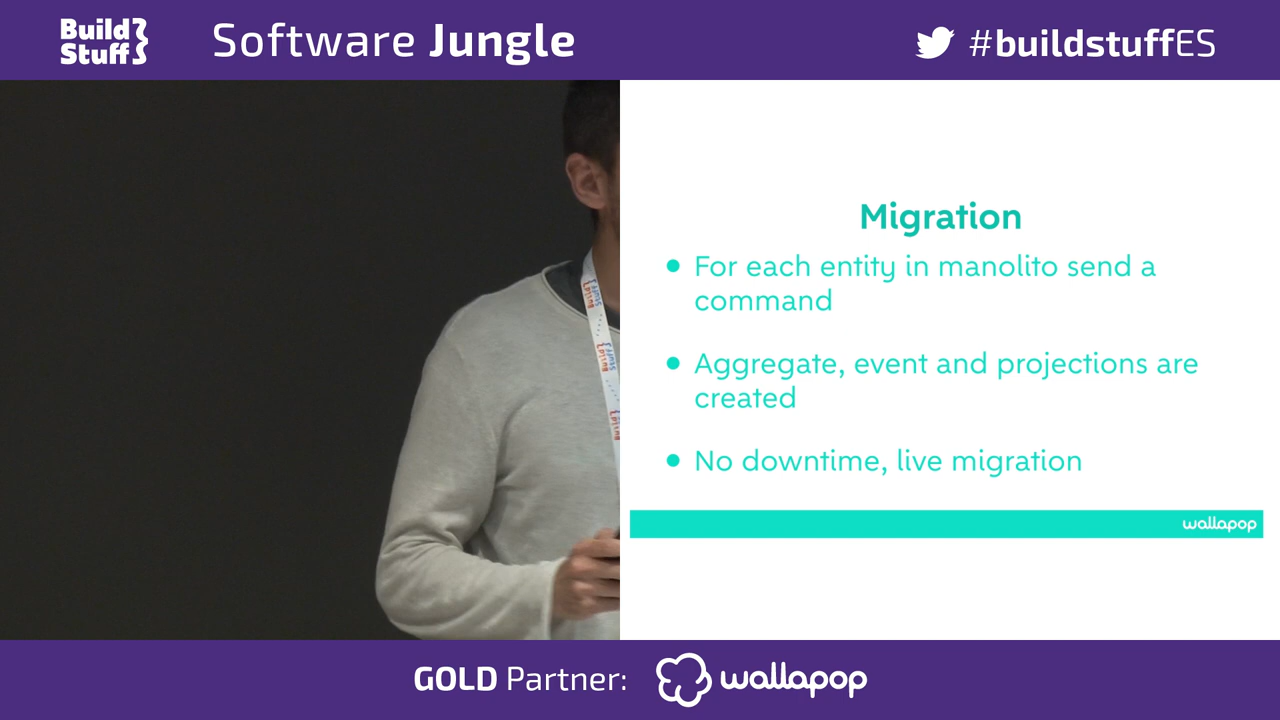 Build
Stuff
Software Jungle
#buildstuffES
Migration
• For each entity in manolito send a
command
• Aggregate, event and projections are
created
• No downtime, live migration
wallapop
GOLD Partner:
wallapop